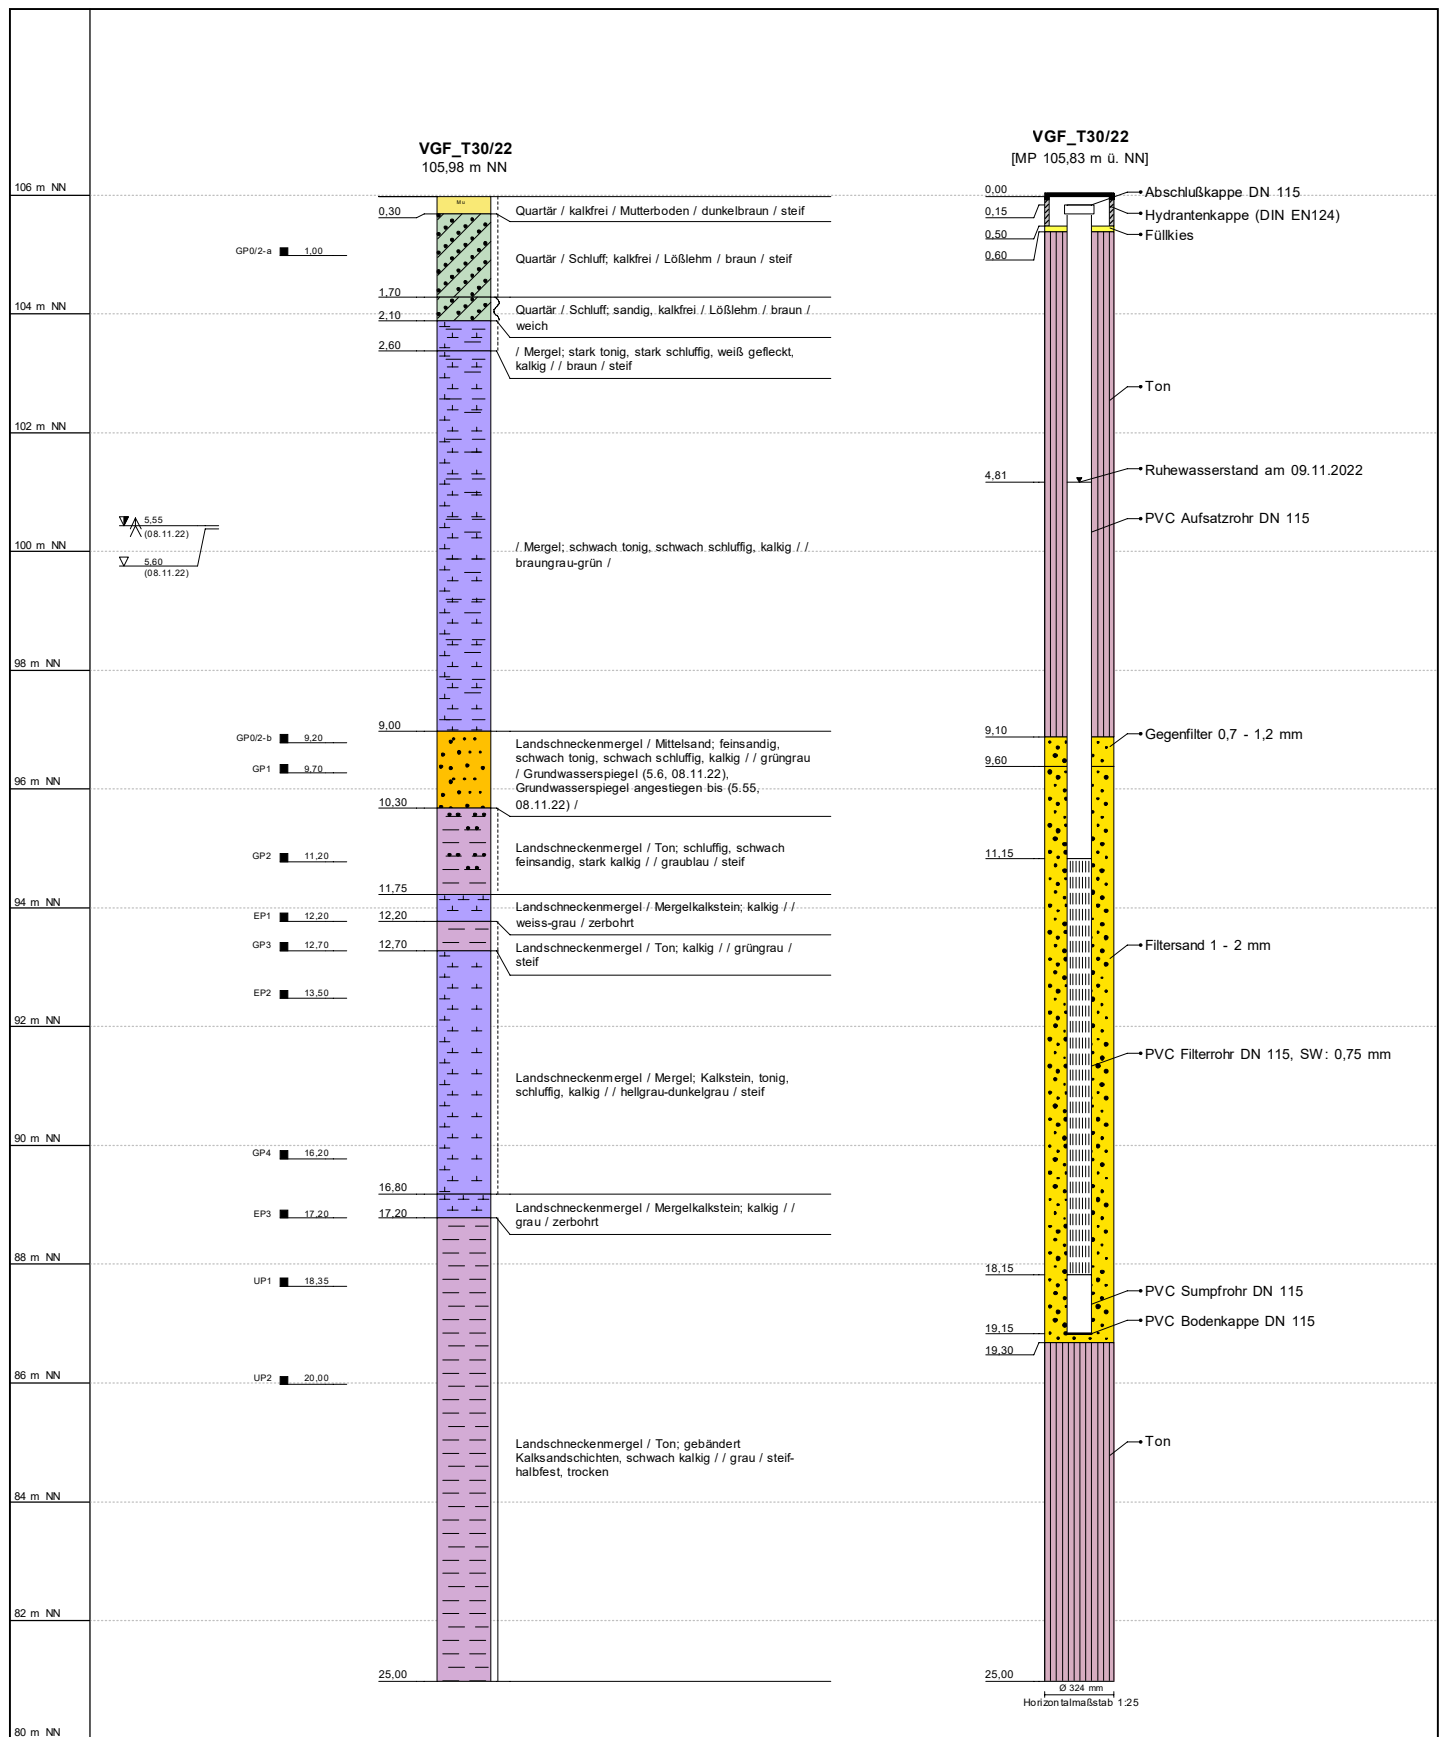 VGF_T30/22
105,98 m NN
VGF_T30/22
[MP 105,83 m ü. NN]
106 m NN
104 m NN
102 m NN
100 m NN
98 m NN
96 m NN
94 m NN
92 m NN
90 m NN
88 m NN
86 m NN
84 m NN
82 m NN
80 m NN
5,55
(08.11.22)
5,60
(08.11.22)
GP0/2-a 1,00
GP0/2-b 9,20
GP1 9,70
GP2 11,20
EP1 12,20
GP3 12,70
EP2 13,50
GP4 16,20
EP3 17,20
UP1 18,35
UP2 20,00
Mu
0,30
1,70
2,10
2,60
9,00
10,30
11,75
12,20
12,70
16,80
17,20
25,00
Quartär / kalkfrei / Mutterboden / dunkelbraun / steif
Quartär / Schluff; kalkfrei / Lößlehm / braun / steif
Quartär / Schluff; sandig, kalkfrei / Lößlehm / braun /
weich
/ Mergel; stark tonig, stark schluffig, weiß gefleckt,
kalkig / / braun / steif
/ Mergel; schwach tonig, schwach schluffig, kalkig / /
braungrau-grün /
Landschneckenmergel / Mittelsand; feinsandig,
schwach tonig, schwach schluffig, kalkig / / grüngrau
/ Grundwasserspiegel (5.6, 08.11.22),
Grundwasserspiegel angestiegen bis (5.55,
08.11.22) /
Landschneckenmergel / Ton; schluffig, schwach
feinsandig, stark kalkig / / graublau / steif
Landschneckenmergel / Mergelkalkstein; kalkig / /
weiss-grau / zerbohrt
Landschneckenmergel / Ton; kalkig / / grüngrau /
steif
Landschneckenmergel / Mergel; Kalkstein, tonig,
schluffig, kalkig / / hellgrau-dunkelgrau / steif
Landschneckenmergel / Mergelkalkstein; kalkig / /
grau / zerbohrt
Landschneckenmergel / Ton; gebändert
Kalksandschichten, schwach kalkig / / grau / steif-
halbfest, trocken
0,00
0,15
0,50
0,60
4,81
9,10
9,60
11,15
18,15
19,15
19,30
25,00
Abschlußkappe DN 115
Hydrantenkappe (DIN EN124)
Füllkies
Ton
Ruhewasserstand am 09.11.2022
PVC Aufsatzrohr DN 115
Gegenfilter 0,7 - 1,2 mm
Filtersand 1 - 2 mm
PVC Filterrohr DN 115, SW: 0,75 mm
PVC Sumpfrohr DN 115
PVC Bodenkappe DN 115
Ton
Ø 324 mm
Horizontalmaßstab 1:25